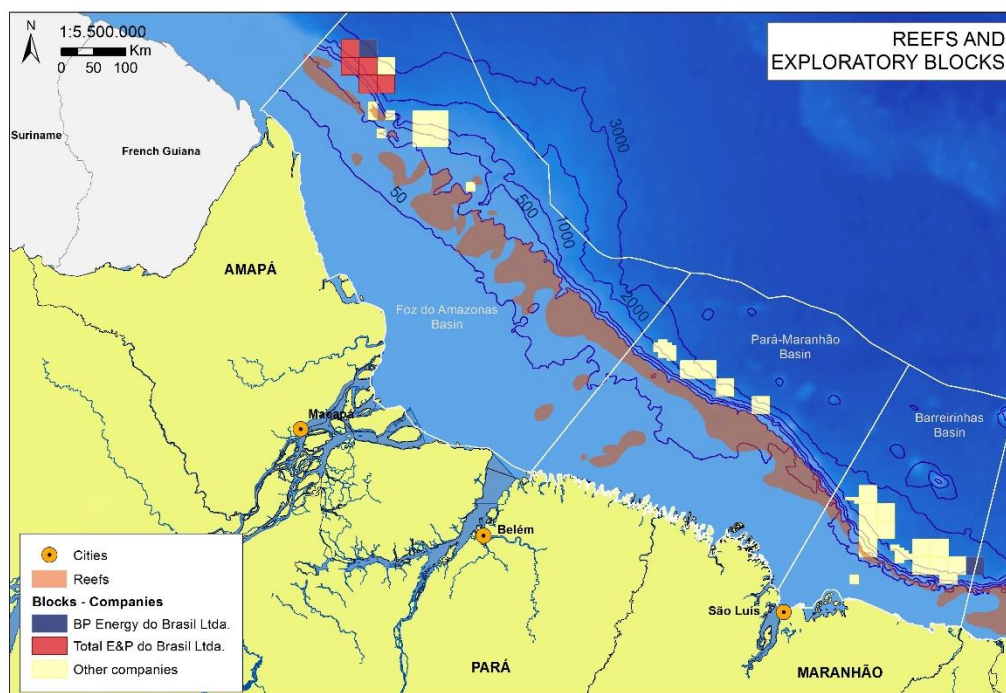 N
1:5.500.000
Km
0 50 100
REEFS AND
EXPLORATORY BLOCKS
Suriname
French Guiana
3000
50
500
1000
2000
AMAPÁ
Foz do Amazonas
Basin
Pará-Maranhão
Basin
Barreirinhas
Basin
Macapá
Belém
São Luís
PARÁ
MARANHÃO
Cities
Reefs
Blocks - Companies
BP Energy do Brasil Ltda.
Total E&P do Brasil Ltda.
Other companies